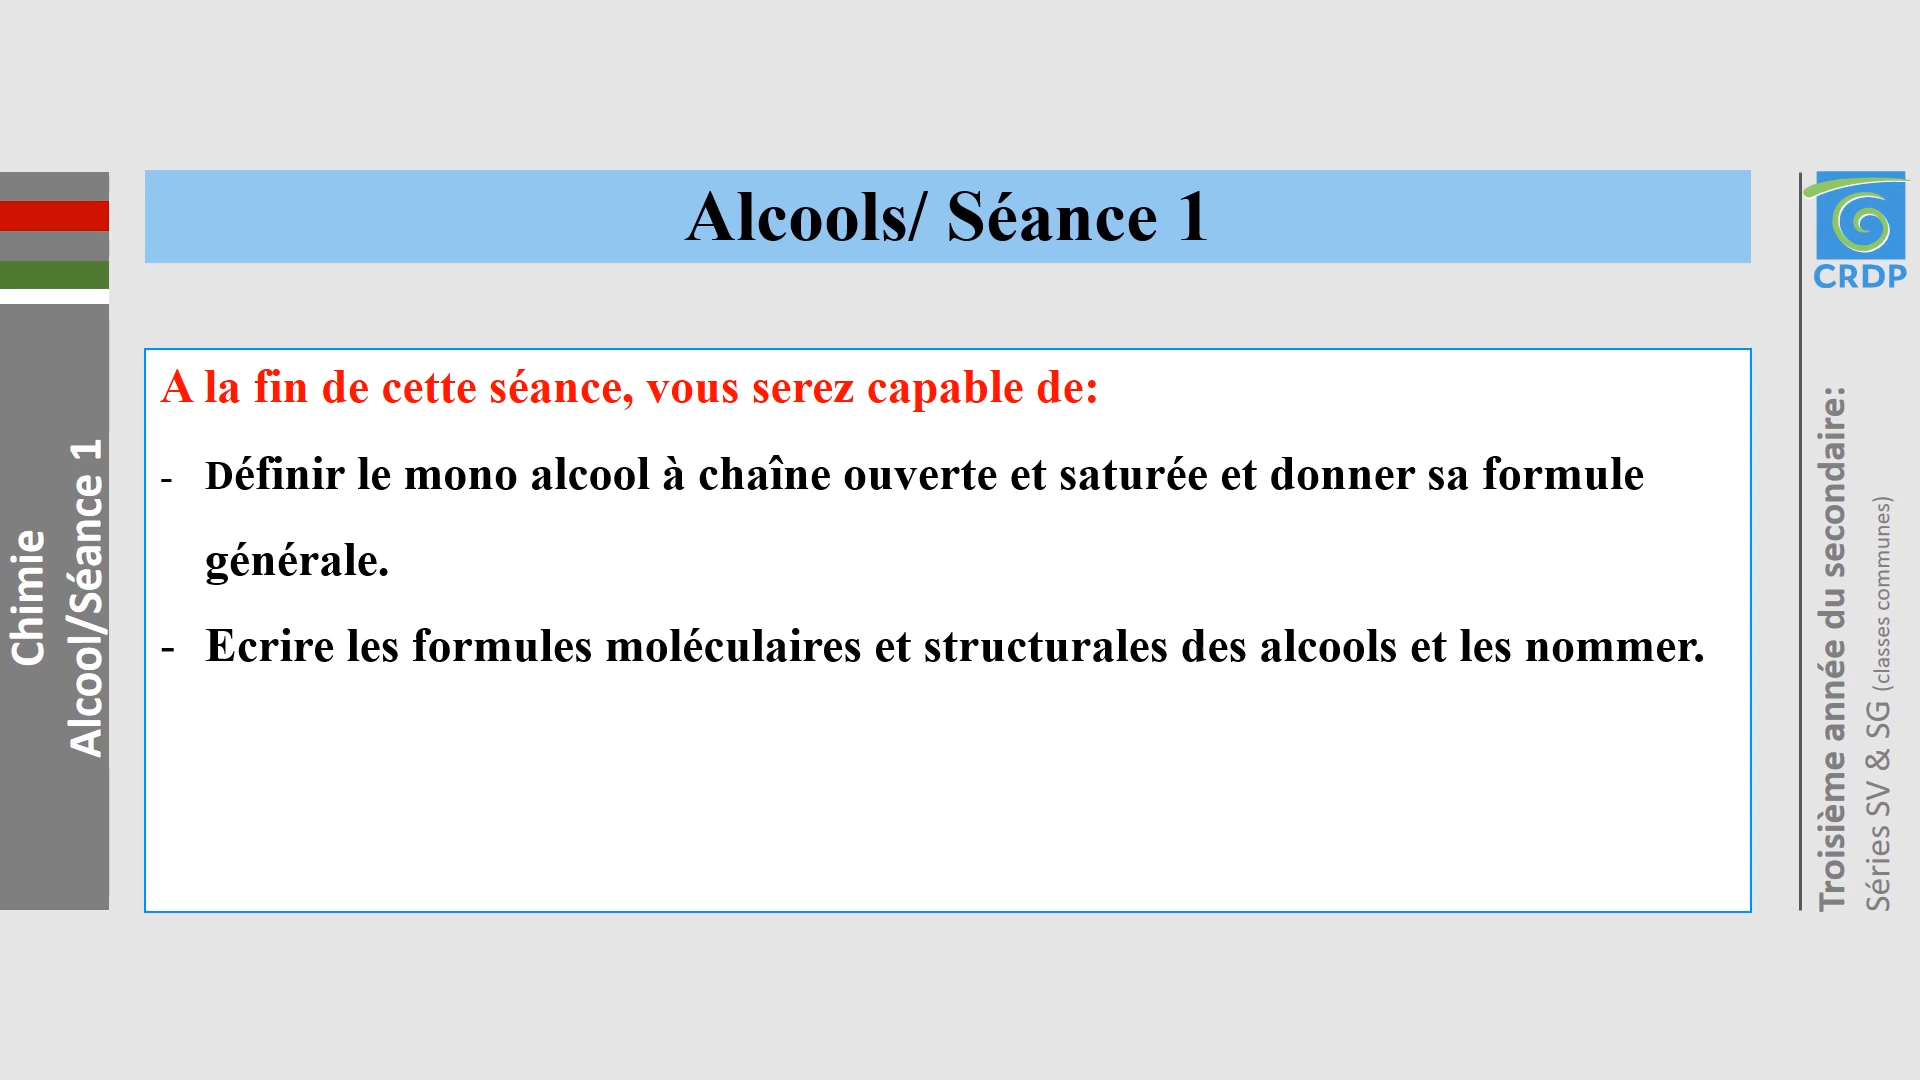 Alcools/ Séance 1
A la fin de cette séance, vous serez capable de:
- Définir le mono alcool à chaîne ouverte et saturée et donner sa formule
générale.
- Ecrire les formules moléculaires et structurales des alcools et les nommer.
Chimie
Alcool/Séance 1
CRDP
Troisième année du secondaire:
Séries SV & SG (classes communes)